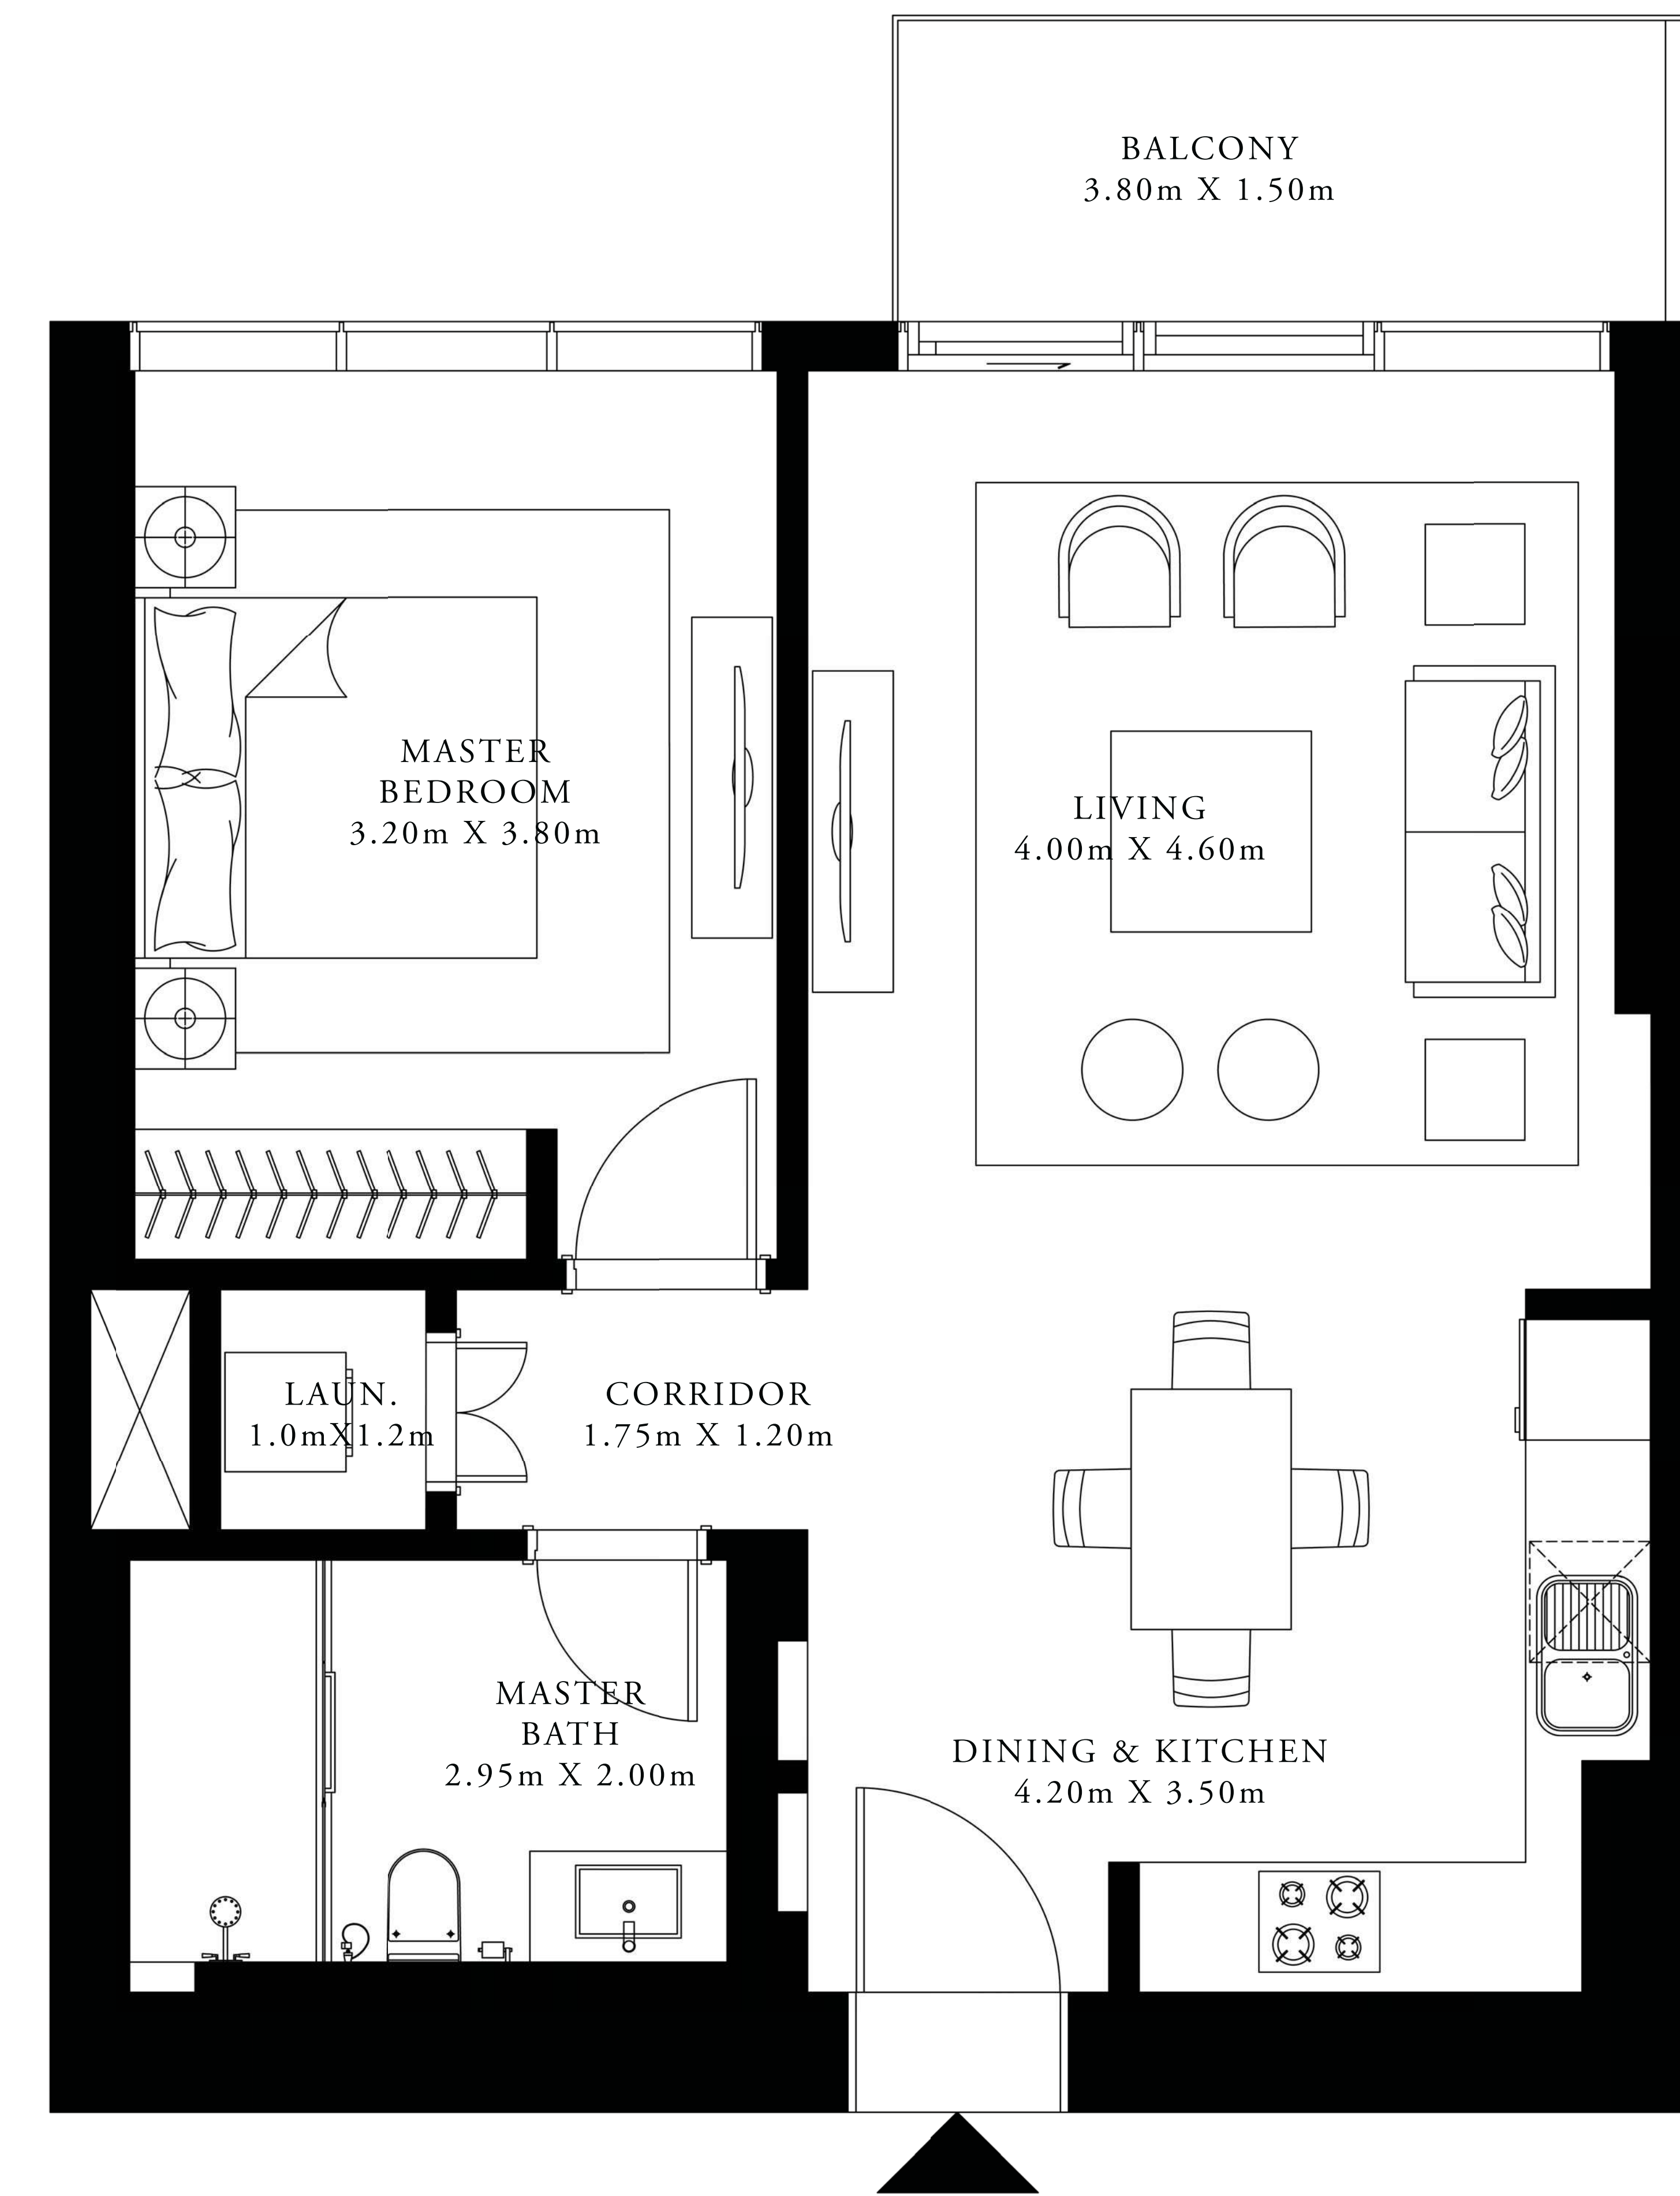 BALCONY
3.80m X 1.50m
MASTER
BEDROOM
3.20m X 3.80m
LIVING
4.00m X 4.60m
LAUN.
1.0mX1.2m
CORRIDOR
1.75m X 1.20m
MASTER
BATH
2.95m X 2.00m
DINING & KITCHEN
4.20m X 3.50m